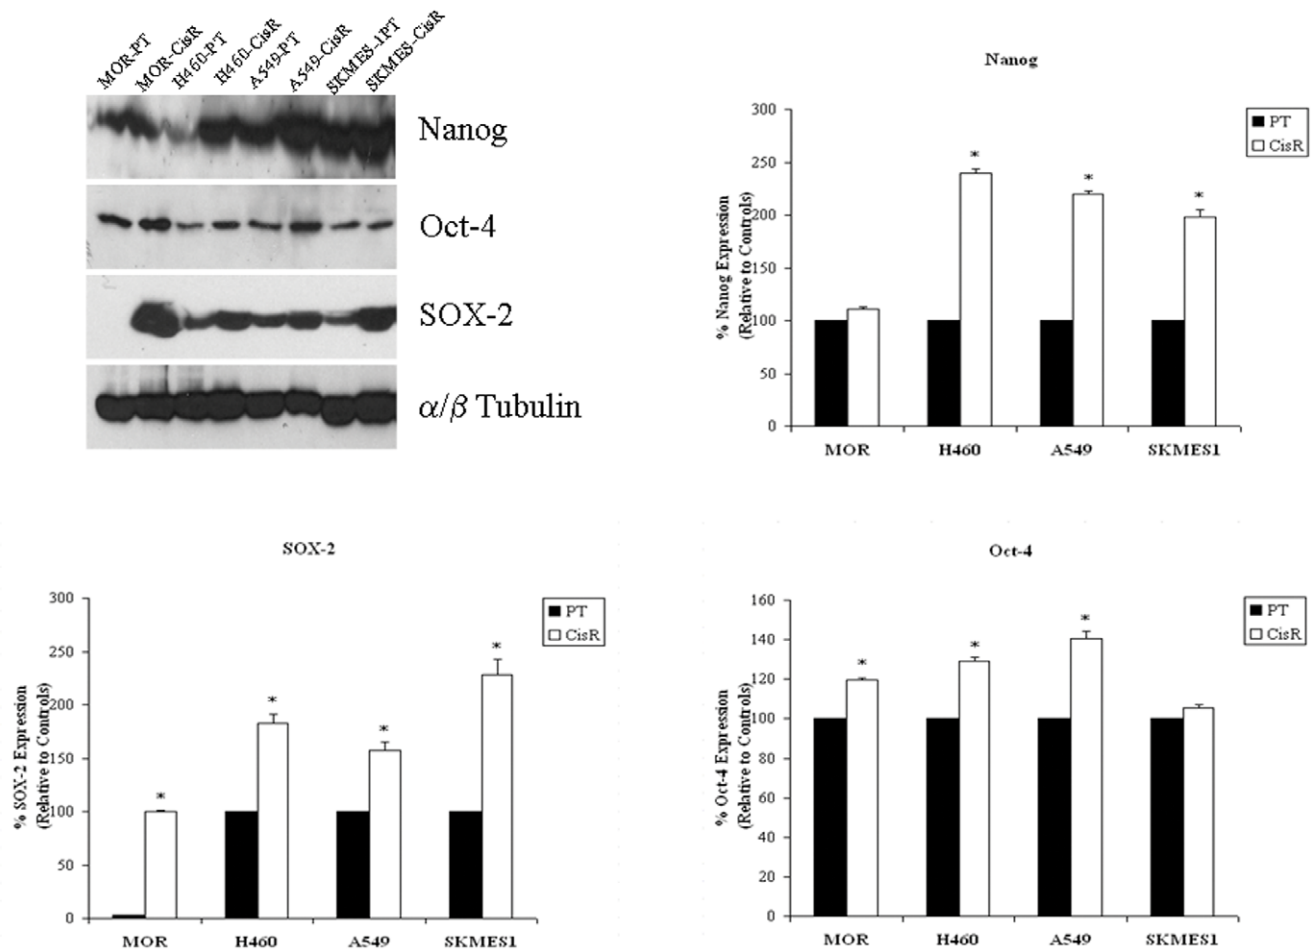 MOR-PT
MOR-CisR
H460-PT
H460-CisR
A549-PT
A549-CisR
SKMES-1PT
SKMES-CisR
Nanog
Oct-4
SOX-2
α/β Tubulin
Nanog
% Nanog Expression
(Relative to Controls)
300
250
200
150
100
50
0
*
*
*
MOR
H460
A549
SKMES1
PT
CisR
SOX-2
% SOX-2 Expression
(Relative to Controls)
300
250
200
150
100
50
0
*
*
*
*
MOR
H460
A549
SKMES1
PT
CisR
Oct-4
% Oct-4 Expression
(Relative to Controls)
160
140
120
100
80
60
40
20
0
*
*
*
MOR
H460
A549
SKMES1
PT
CisR